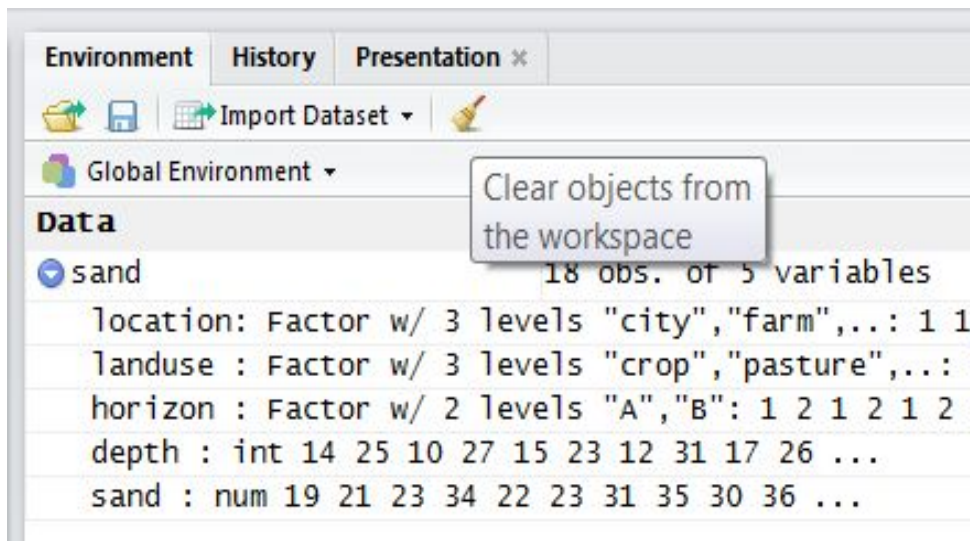 Environment History Presentation ×
Import Dataset
Global Environment
Clear objects from
the workspace
Data
sand 18 obs. of 5 variables
location: Factor w/ 3 levels "city","farm",..: 1 1
landuse : Factor w/ 3 levels "crop","pasture",..:
horizon : Factor w/ 2 levels "A","B": 1 2 1 2 1 2
depth : int 14 25 10 27 15 23 12 31 17 26 ...
sand : num 19 21 23 34 22 23 31 35 30 36 ...